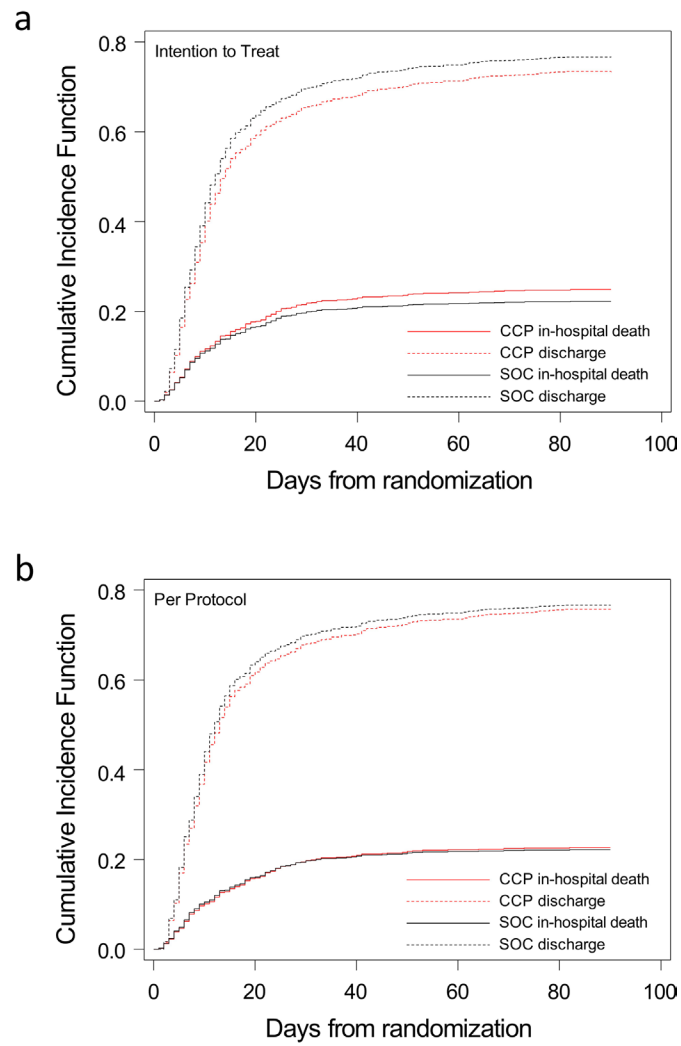 a
Intention to Treat
0.8
0.6
0.4
0.2
0.0
Cumulative Incidence Function
CCP in-hospital death
CCP discharge
SOC in-hospital death
SOC discharge
0 20 40 60 80 100
Days from randomization
b
Per Protocol
0.8
0.6
0.4
0.2
0.0
Cumulative Incidence Function
CCP in-hospital death
CCP discharge
SOC in-hospital death
SOC discharge
0 20 40 60 80 100
Days from randomization